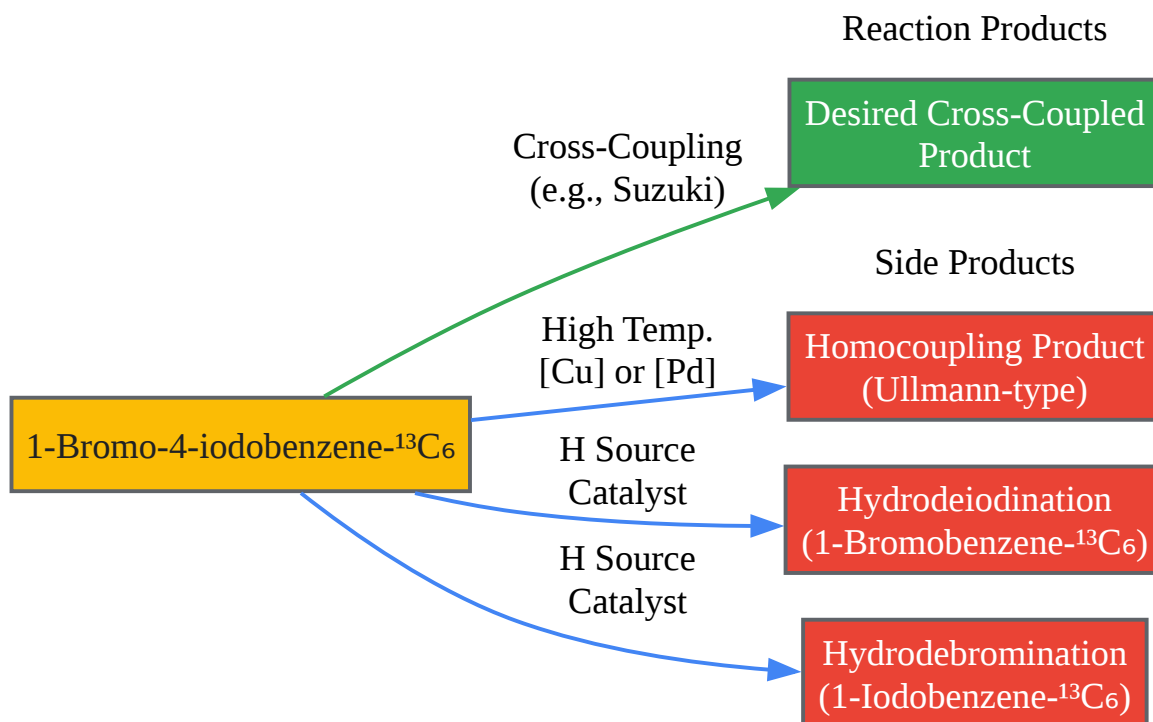 Reaction Products
Desired Cross-Coupled
Product
Cross-Coupling
(e.g., Suzuki)
Side Products
High Temp.
[Cu] or [Pd]
Homocoupling Product
(Ullmann-type)
1-Bromo-4-iodobenzene-¹³C₆
H Source
Catalyst
Hydrodeiodination
(1-Bromobenzene-¹³C₆)
H Source
Catalyst
Hydrodebromination
(1-Iodobenzene-¹³C₆)